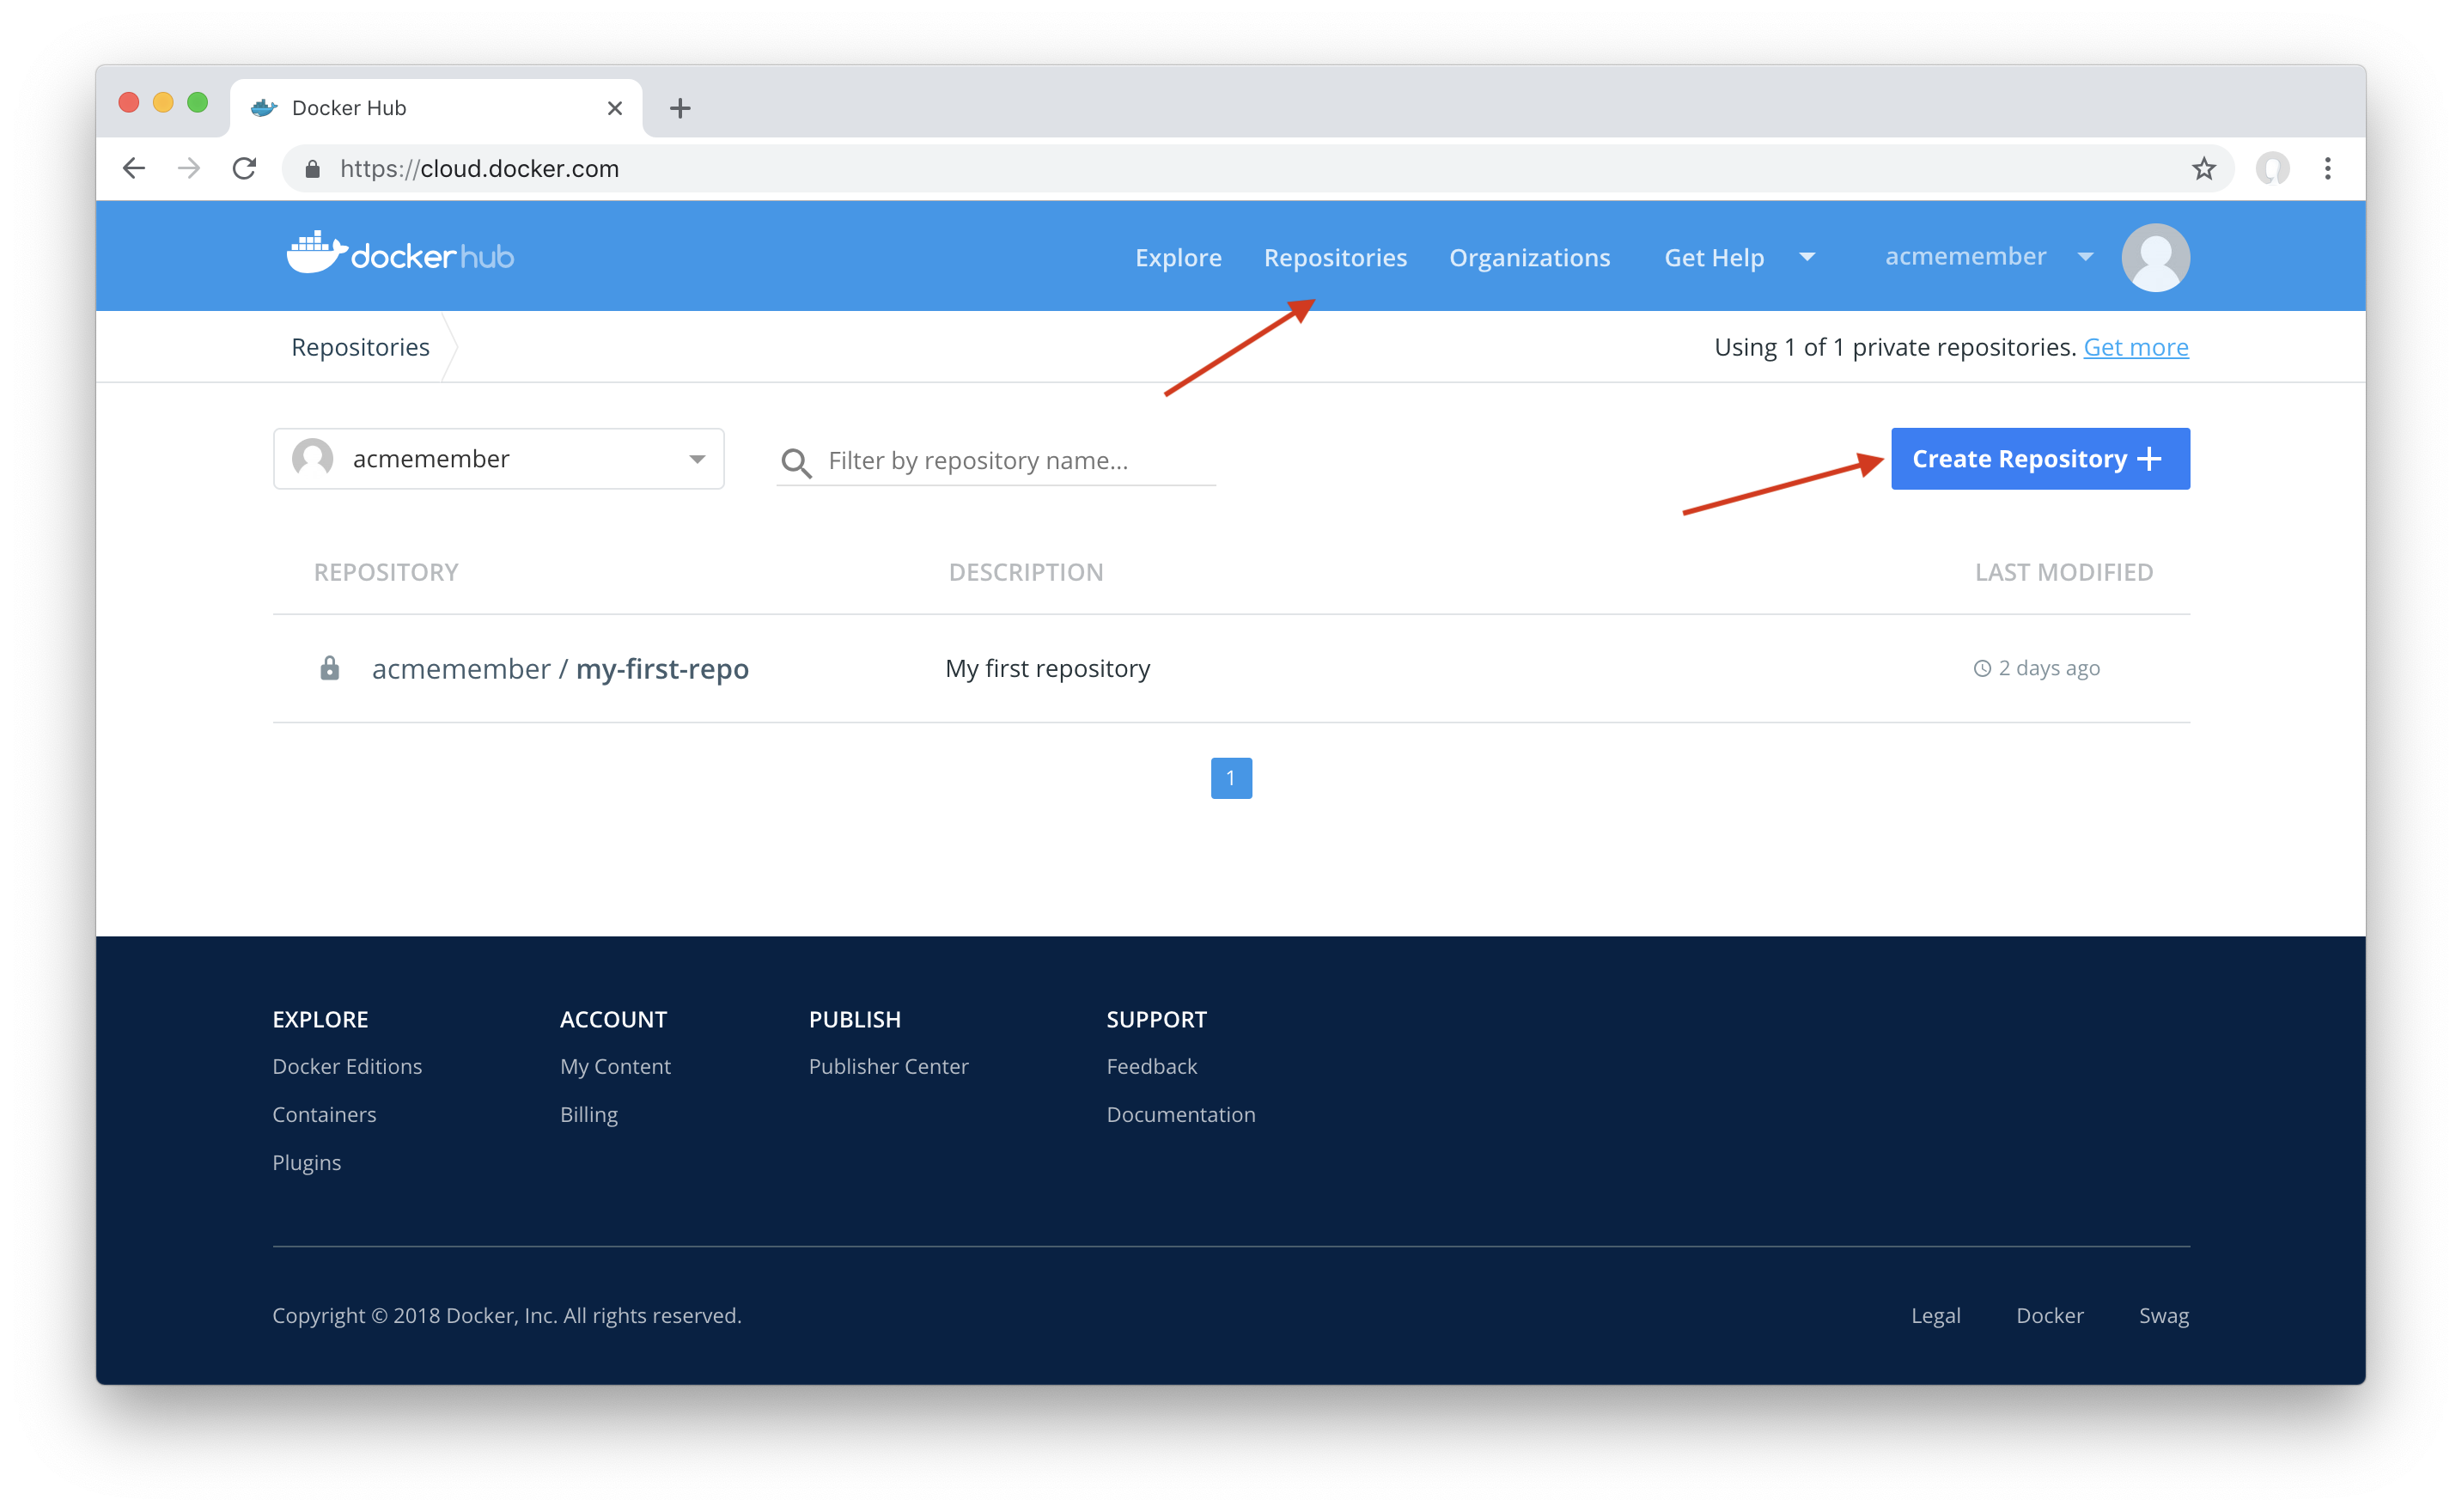 Docker Hub
https://cloud.docker.com
dockerhub Explore Repositories Organizations Get Help acmemember
Repositories Using 1 of 1 private repositories. Get more
acmemember Filter by repository name... Create Repository
REPOSITORY DESCRIPTION LAST MODIFIED
acmemember / my-first-repo My first repository 2 days ago
1
EXPLORE ACCOUNT PUBLISH SUPPORT
Docker Editions My Content Publisher Center Feedback
Containers Billing Documentation
Plugins
Copyright © 2018 Docker, Inc. All rights reserved. Legal Docker Swag